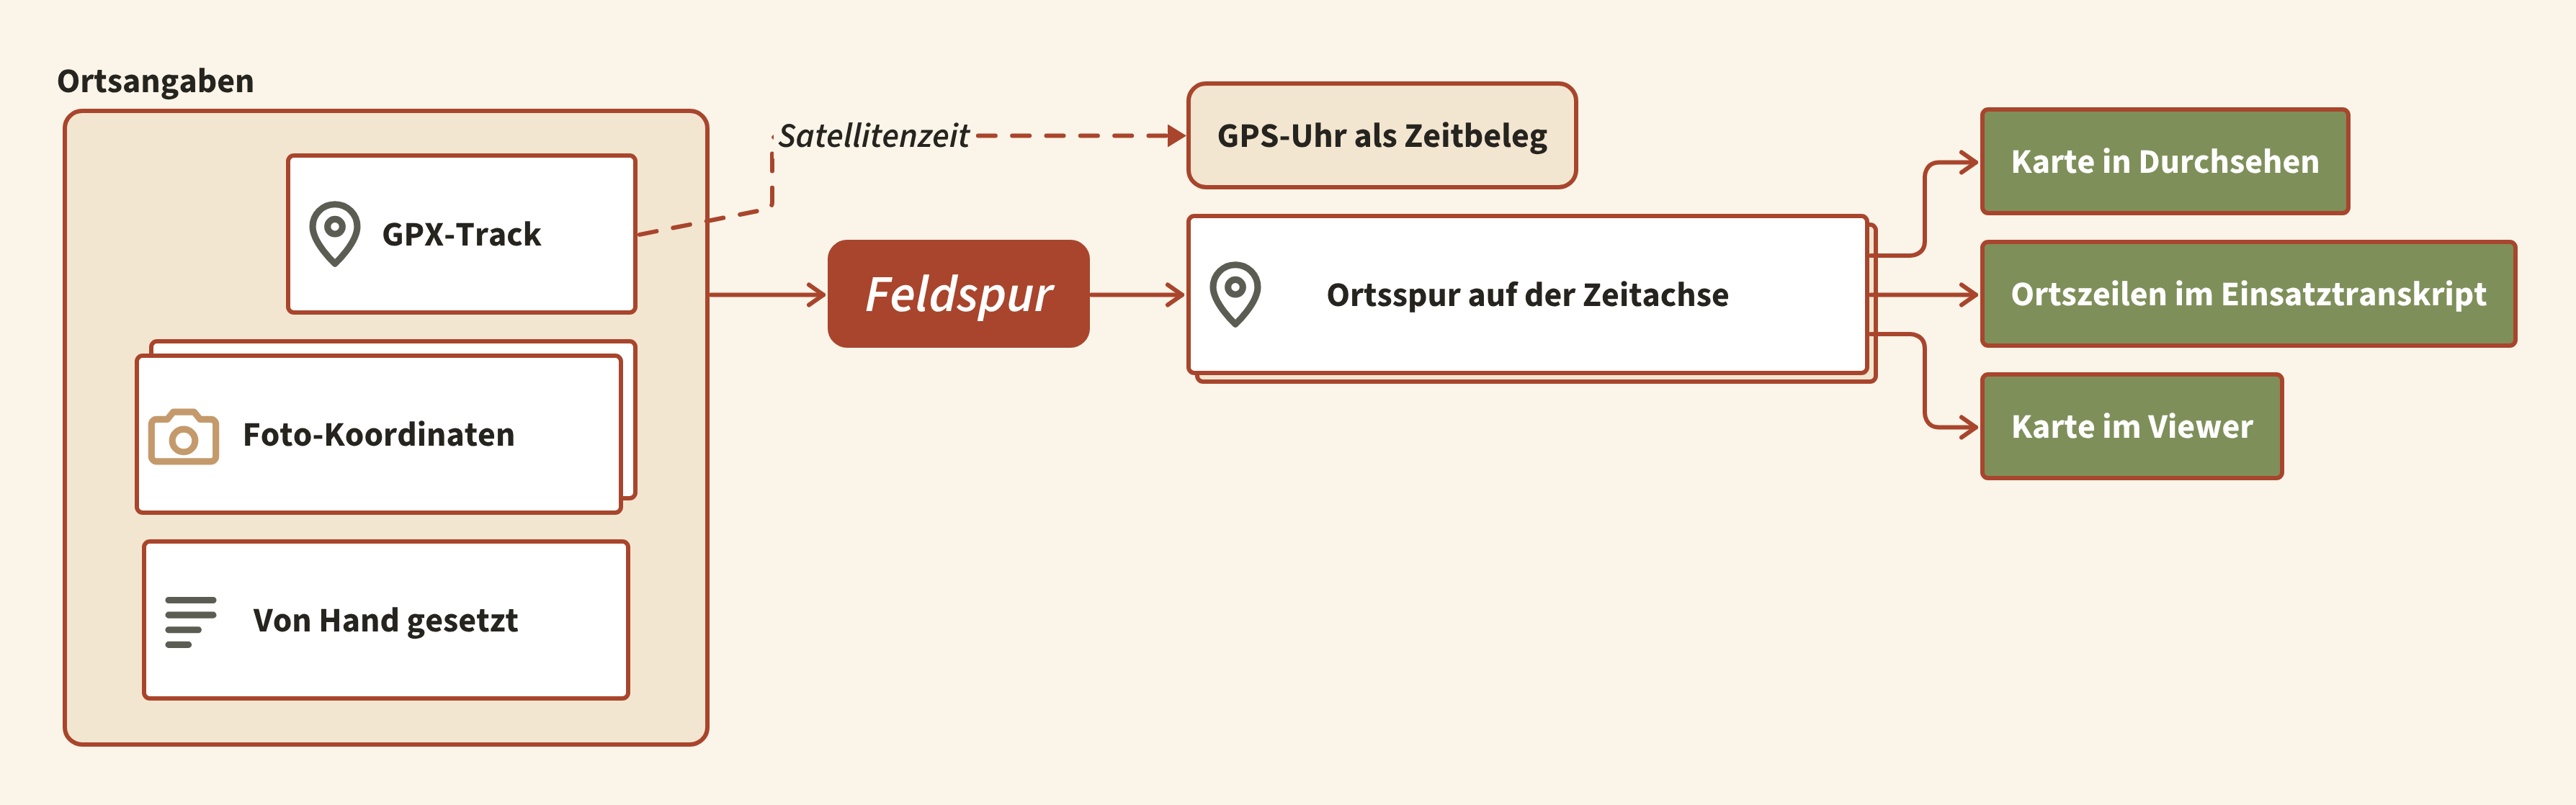 Ortsangaben
GPX-Track
Foto-Koordinaten
Von Hand gesetzt
Satellitenzeit
GPS-Uhr als Zeitbeleg
Feldspur
Ortsspur auf der Zeitachse
Karte in Durchsehen
Ortszeilen im Einsatztranskript
Karte im Viewer